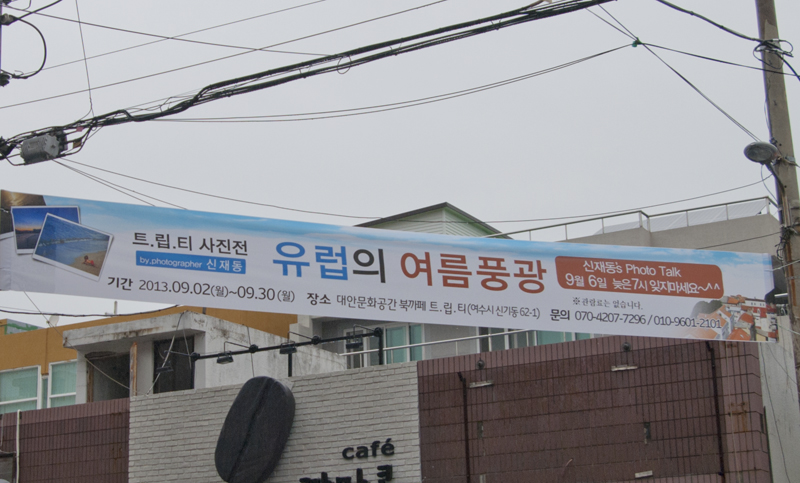 트.립.티 사진전
by.photographer 신재동
유럽의 여름풍광
신재동's Photo Talk
9월 6일 늦은7시 잊지마세요~^^
※ 관람료는 없습니다.
기간 2013.09.02(월)~09.30(월) 장소 대안문화공간 북까페 트.립.티(여수시 신기동 62-1) 문의 070-4207-7296 / 010-9601-2101
café